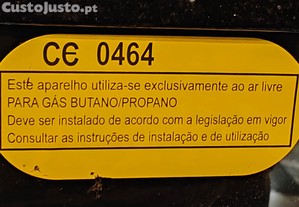 CustoJusto.pt
CE 0464
Este aparelho utiliza-se exclusivamente ao ar livre
PARA GÁS BUTANO/PROPANO
Deve ser instalado de acordo com a legislação em vigor
Consultar as instruções de instalação e de utilização